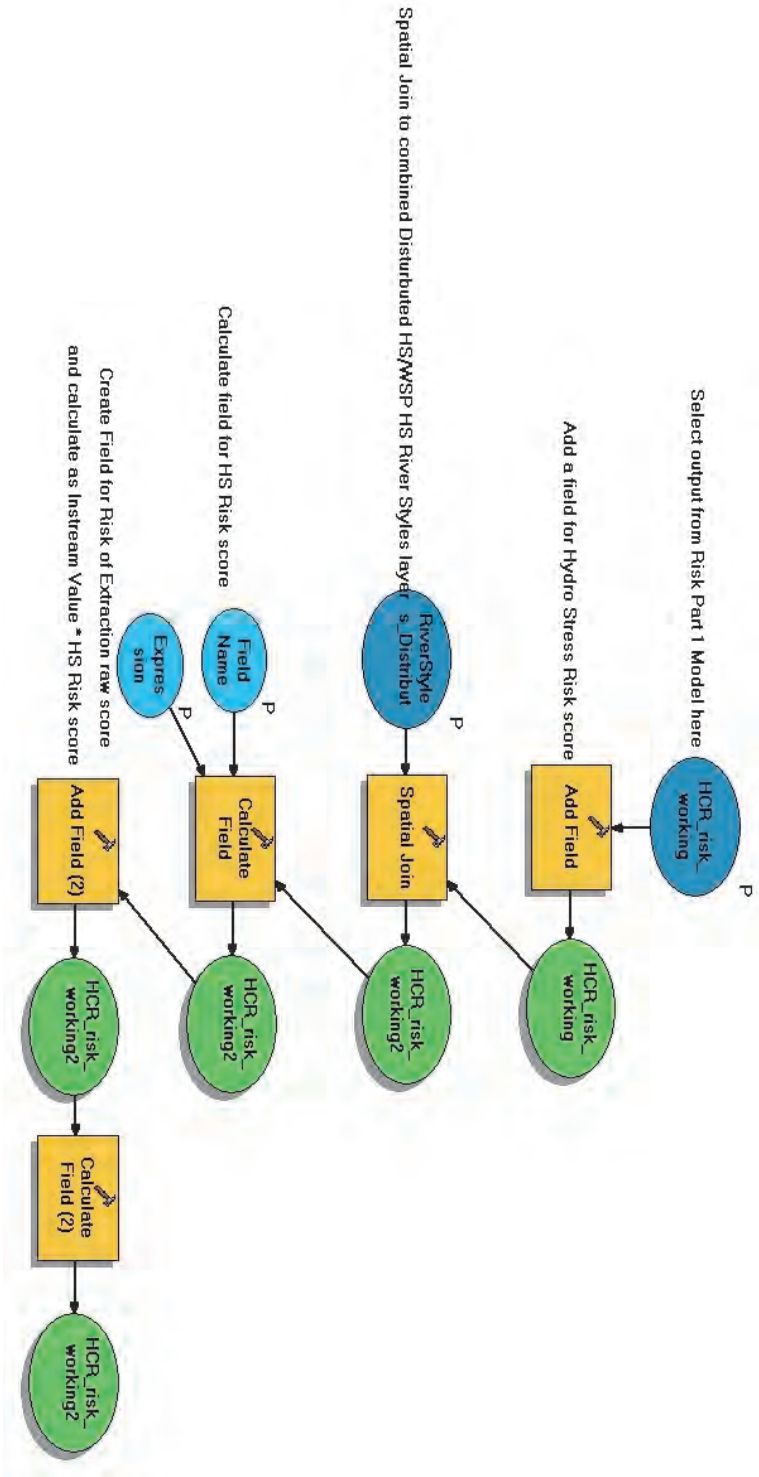 Select output from Risk Part 1 Model here
HCR_risk_
working
P
Add a field for Hydro Stress Risk score
Add Field
HCR_risk_
working
Spatial Join to combined Disturbuted HS/WSP HS River Styles layer
RiverStyle
s_Distribut
P
Spatial Join
HCR_risk_
working2
Calculate field for HS Risk score
Field
Name
P
Expres
sion
P
Calculate
Field
HCR_risk_
working2
Create Field for Risk of Extraction raw score
and calculate as Instream Value * HS Risk score
Add Field (2)
HCR_risk_
working2
Calculate
Field (2)
HCR_risk_
working2